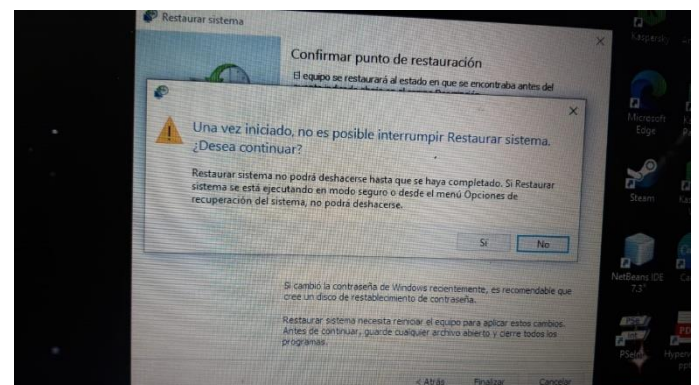 Restaurar sistema
Confirmar punto de restauración
El equipo se restaurará al estado en que se encontraba antes del
Una vez iniciado, no es posible interrumpir Restaurar sistema.
¿Desea continuar?
Restaurar sistema no podrá deshacerse hasta que se haya completado. Si Restaurar
sistema se está ejecutando en modo seguro o desde el menú Opciones de
recuperación del sistema, no podrá deshacerse.
Sí
No
Si cambió la contraseña de Windows recientemente, es recomendable que
cree un disco de restablecimiento de contraseña.
Restaurar sistema necesita reiniciar el equipo para aplicar estos cambios.
Antes de continuar, guarde cualquier archivo abierto y cierre todos los
programas.
< Atrás
Finalizar
Cancelar
Kaspersky
Microsoft
Edge
Steam
NetBeans IDE
7.3